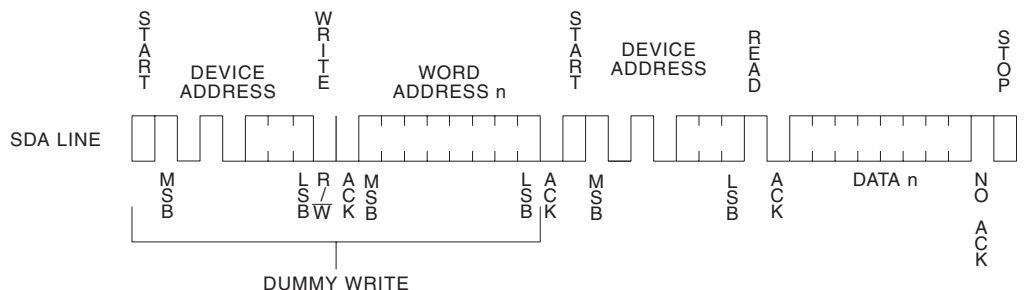 START
WRITE
START
READ
STOP
DEVICE
ADDRESS
WORD
ADDRESS n
DEVICE
ADDRESS
SDA LINE
MSB
LSB
R/W
ACK
MSB
LSB
ACK
MSB
LSB
ACK
DATA n
NO ACK
DUMMY WRITE